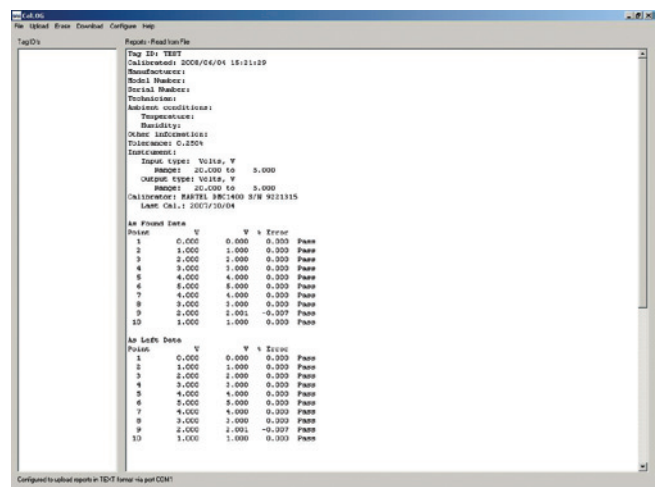 CalLOG
File Upload Erase Download Configure Help
Tag ID's
Reports - Read from File
Tag ID: TEST
Calibrated: 2008/04/04 15:21:29
Manufacturer:
Model Number:
Serial Number:
Technician:
Ambient conditions:
Temperature:
Humidity:
Other information:
Tolerance: 0.250%
Instrument:
Input type: Volts, V
Range: 20.000 to 5.000
Output type: Volts, V
Range: 20.000 to 5.000
Calibrator: MARTEL S/N 9221315
Last Cal.: 2007/10/04
As Found Data
Point V V % Error
1 0.000 0.000 0.000 Pass
2 1.000 1.000 0.000 Pass
3 2.000 2.000 0.000 Pass
4 3.000 3.000 0.000 Pass
5 4.000 4.000 0.000 Pass
6 5.000 5.000 0.000 Pass
7 4.000 4.000 0.000 Pass
8 3.000 3.000 0.000 Pass
9 2.000 2.001 -0.007 Pass
10 1.000 1.000 0.000 Pass
As Left Data
Point V V % Error
1 0.000 0.000 0.000 Pass
2 1.000 1.000 0.000 Pass
3 2.000 2.000 0.000 Pass
4 3.000 3.000 0.000 Pass
5 4.000 4.000 0.000 Pass
6 5.000 5.000 0.000 Pass
7 4.000 4.000 0.000 Pass
8 3.000 3.000 0.000 Pass
9 2.000 2.001 -0.007 Pass
10 1.000 1.000 0.000 Pass
Configured to upload reports in TEXT format via port COM1